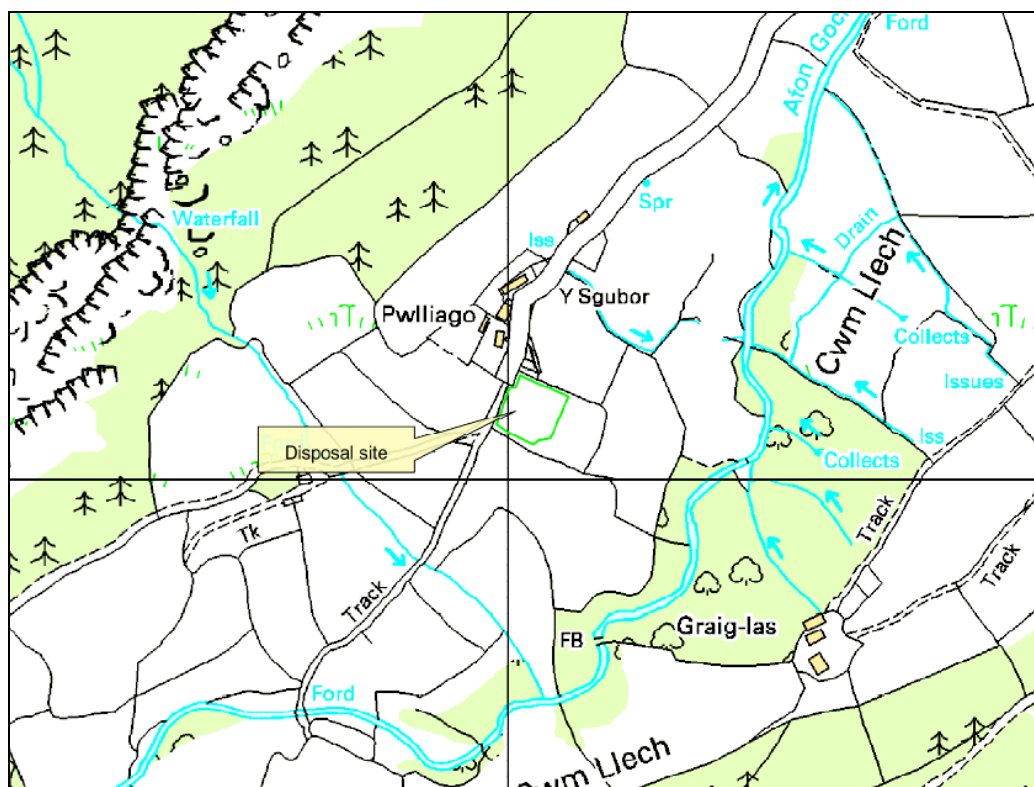 Afon Goch
Ford
Waterfall
Spr
Iss
Drain
Cwm Llech
Y Sgubor
Pwlliago
Collects
Issues
Disposal site
Iss
Collects
Tk
Track
Track
Track
Graig-las
FB
Ford
Cwm Llech